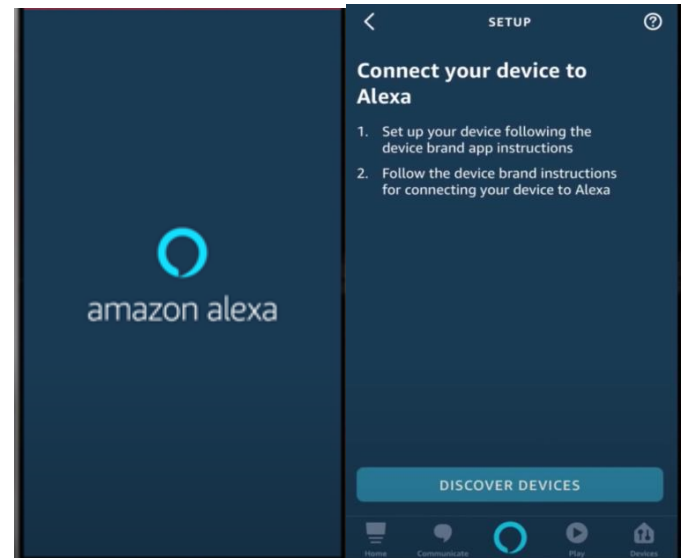 amazon alexa
SETUP
Connect your device to
Alexa
1. Set up your device following the
device brand app instructions
2. Follow the device brand instructions
for connecting your device to Alexa
DISCOVER DEVICES
Home Communicate Play Devices